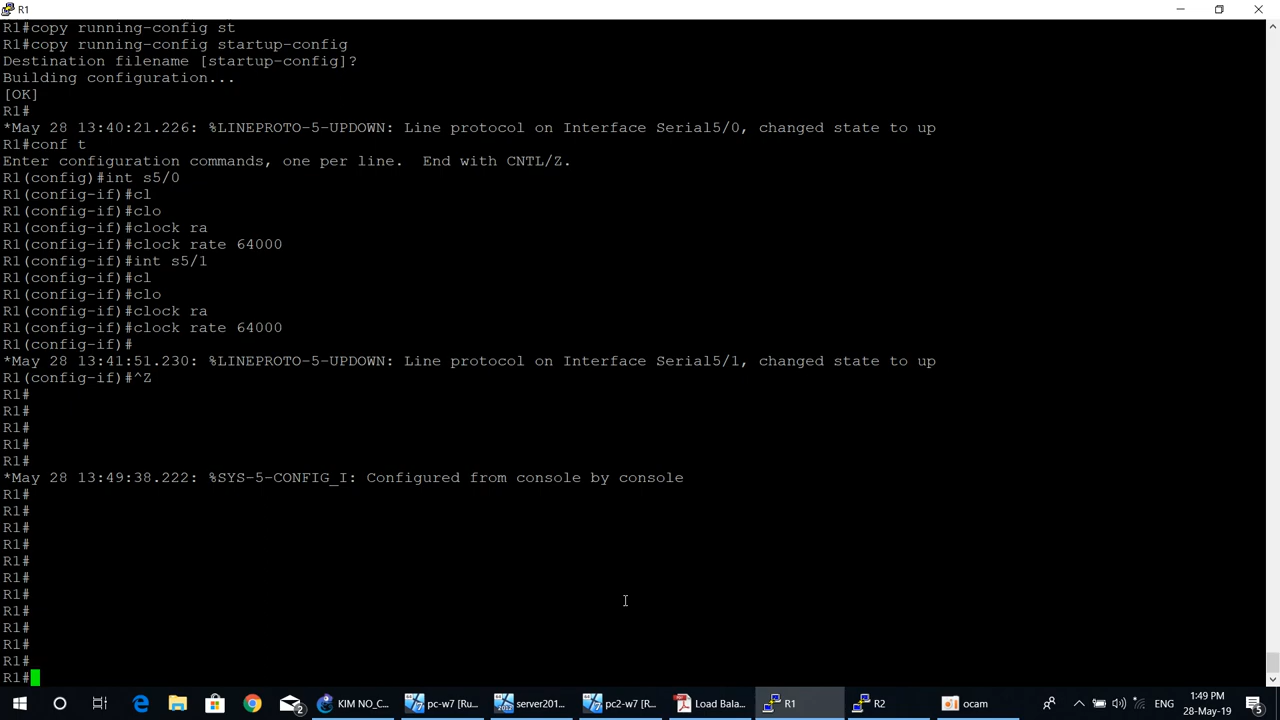 R1
R1#copy running-config st
R1#copy running-config startup-config
Destination filename [startup-config]?
Building configuration...
[OK]
R1#
*May 28 13:40:21.226: %LINEPROTO-5-UPDOWN: Line protocol on Interface Serial5/0, changed state to up
R1#conf t
Enter configuration commands, one per line.  End with CNTL/Z.
R1(config)#int s5/0
R1(config-if)#cl
R1(config-if)#clo
R1(config-if)#clock ra
R1(config-if)#clock rate 64000
R1(config-if)#int s5/1
R1(config-if)#cl
R1(config-if)#clo
R1(config-if)#clock ra
R1(config-if)#clock rate 64000
R1(config-if)#
*May 28 13:41:51.230: %LINEPROTO-5-UPDOWN: Line protocol on Interface Serial5/1, changed state to up
R1(config-if)#^Z
R1#
R1#
R1#
R1#
R1#
*May 28 13:49:38.222: %SYS-5-CONFIG_I: Configured from console by console
R1#
R1#
R1#
R1#
R1#
R1#
R1#
R1#
R1#
R1#
R1#
R1#
2 KIM NO_C... pc-w7 [Ru... server201... pc2-w7 [R... Load Bala... R1 R2 ocam ENG 1:49 PM
28-May-19 5